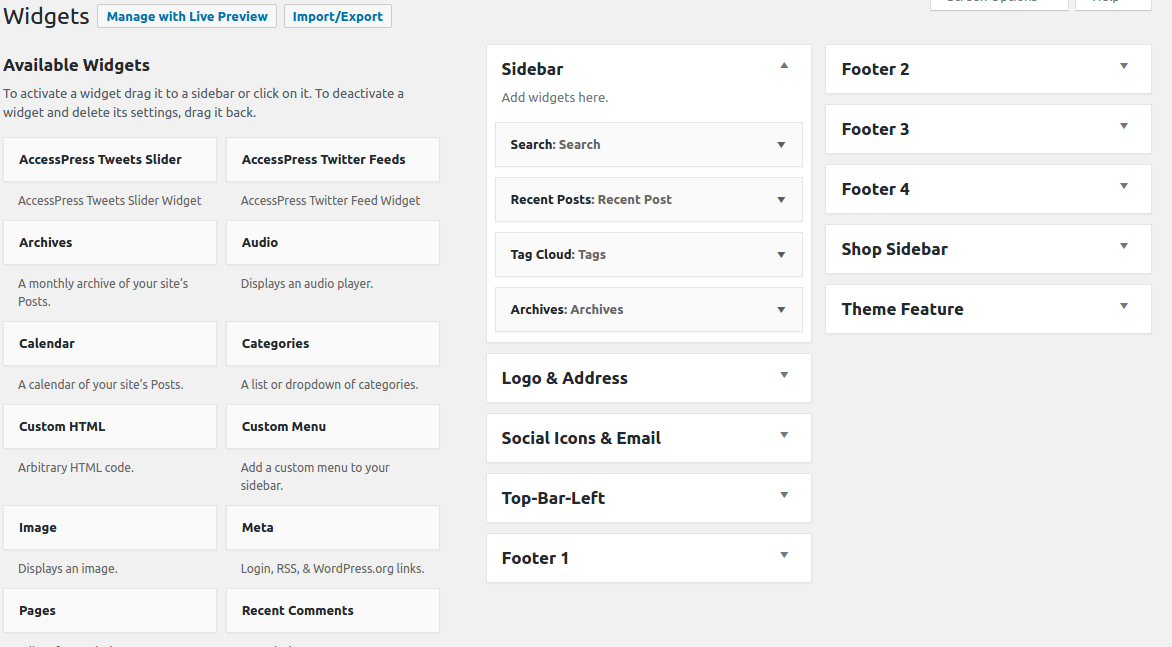 Widgets
Manage with Live Preview
Import/Export
Available Widgets
To activate a widget drag it to a sidebar or click on it. To deactivate a
widget and delete its settings, drag it back.
AccessPress Tweets Slider
AccessPress Twitter Feeds
AccessPress Tweets Slider Widget
AccessPress Twitter Feed Widget
Archives
Audio
A monthly archive of your site's
Posts.
Displays an audio player.
Calendar
Categories
A calendar of your site's Posts.
A list or dropdown of categories.
Custom HTML
Custom Menu
Arbitrary HTML code.
Add a custom menu to your
sidebar.
Image
Meta
Displays an image.
Login, RSS, & WordPress.org links.
Pages
Recent Comments
Sidebar
Add widgets here.
Search: Search
Recent Posts: Recent Post
Tag Cloud: Tags
Archives: Archives
Logo & Address
Social Icons & Email
Top-Bar-Left
Footer 1
Footer 2
Footer 3
Footer 4
Shop Sidebar
Theme Feature